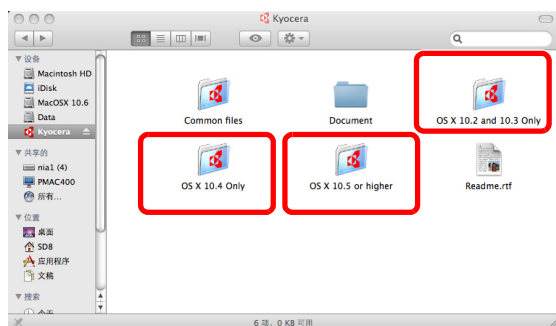 Kyocera
设备
Macintosh HD
iDisk
MacOSX 10.6
Data
Kyocera
共享的
nia1 (4)
PMAC400
所有...
位置
桌面
SD8
应用程序
文稿
搜索
今天
Common files
Document
OS X 10.2 and 10.3 Only
OS X 10.4 Only
OS X 10.5 or higher
Readme.rtf
6 项，0 KB 可用